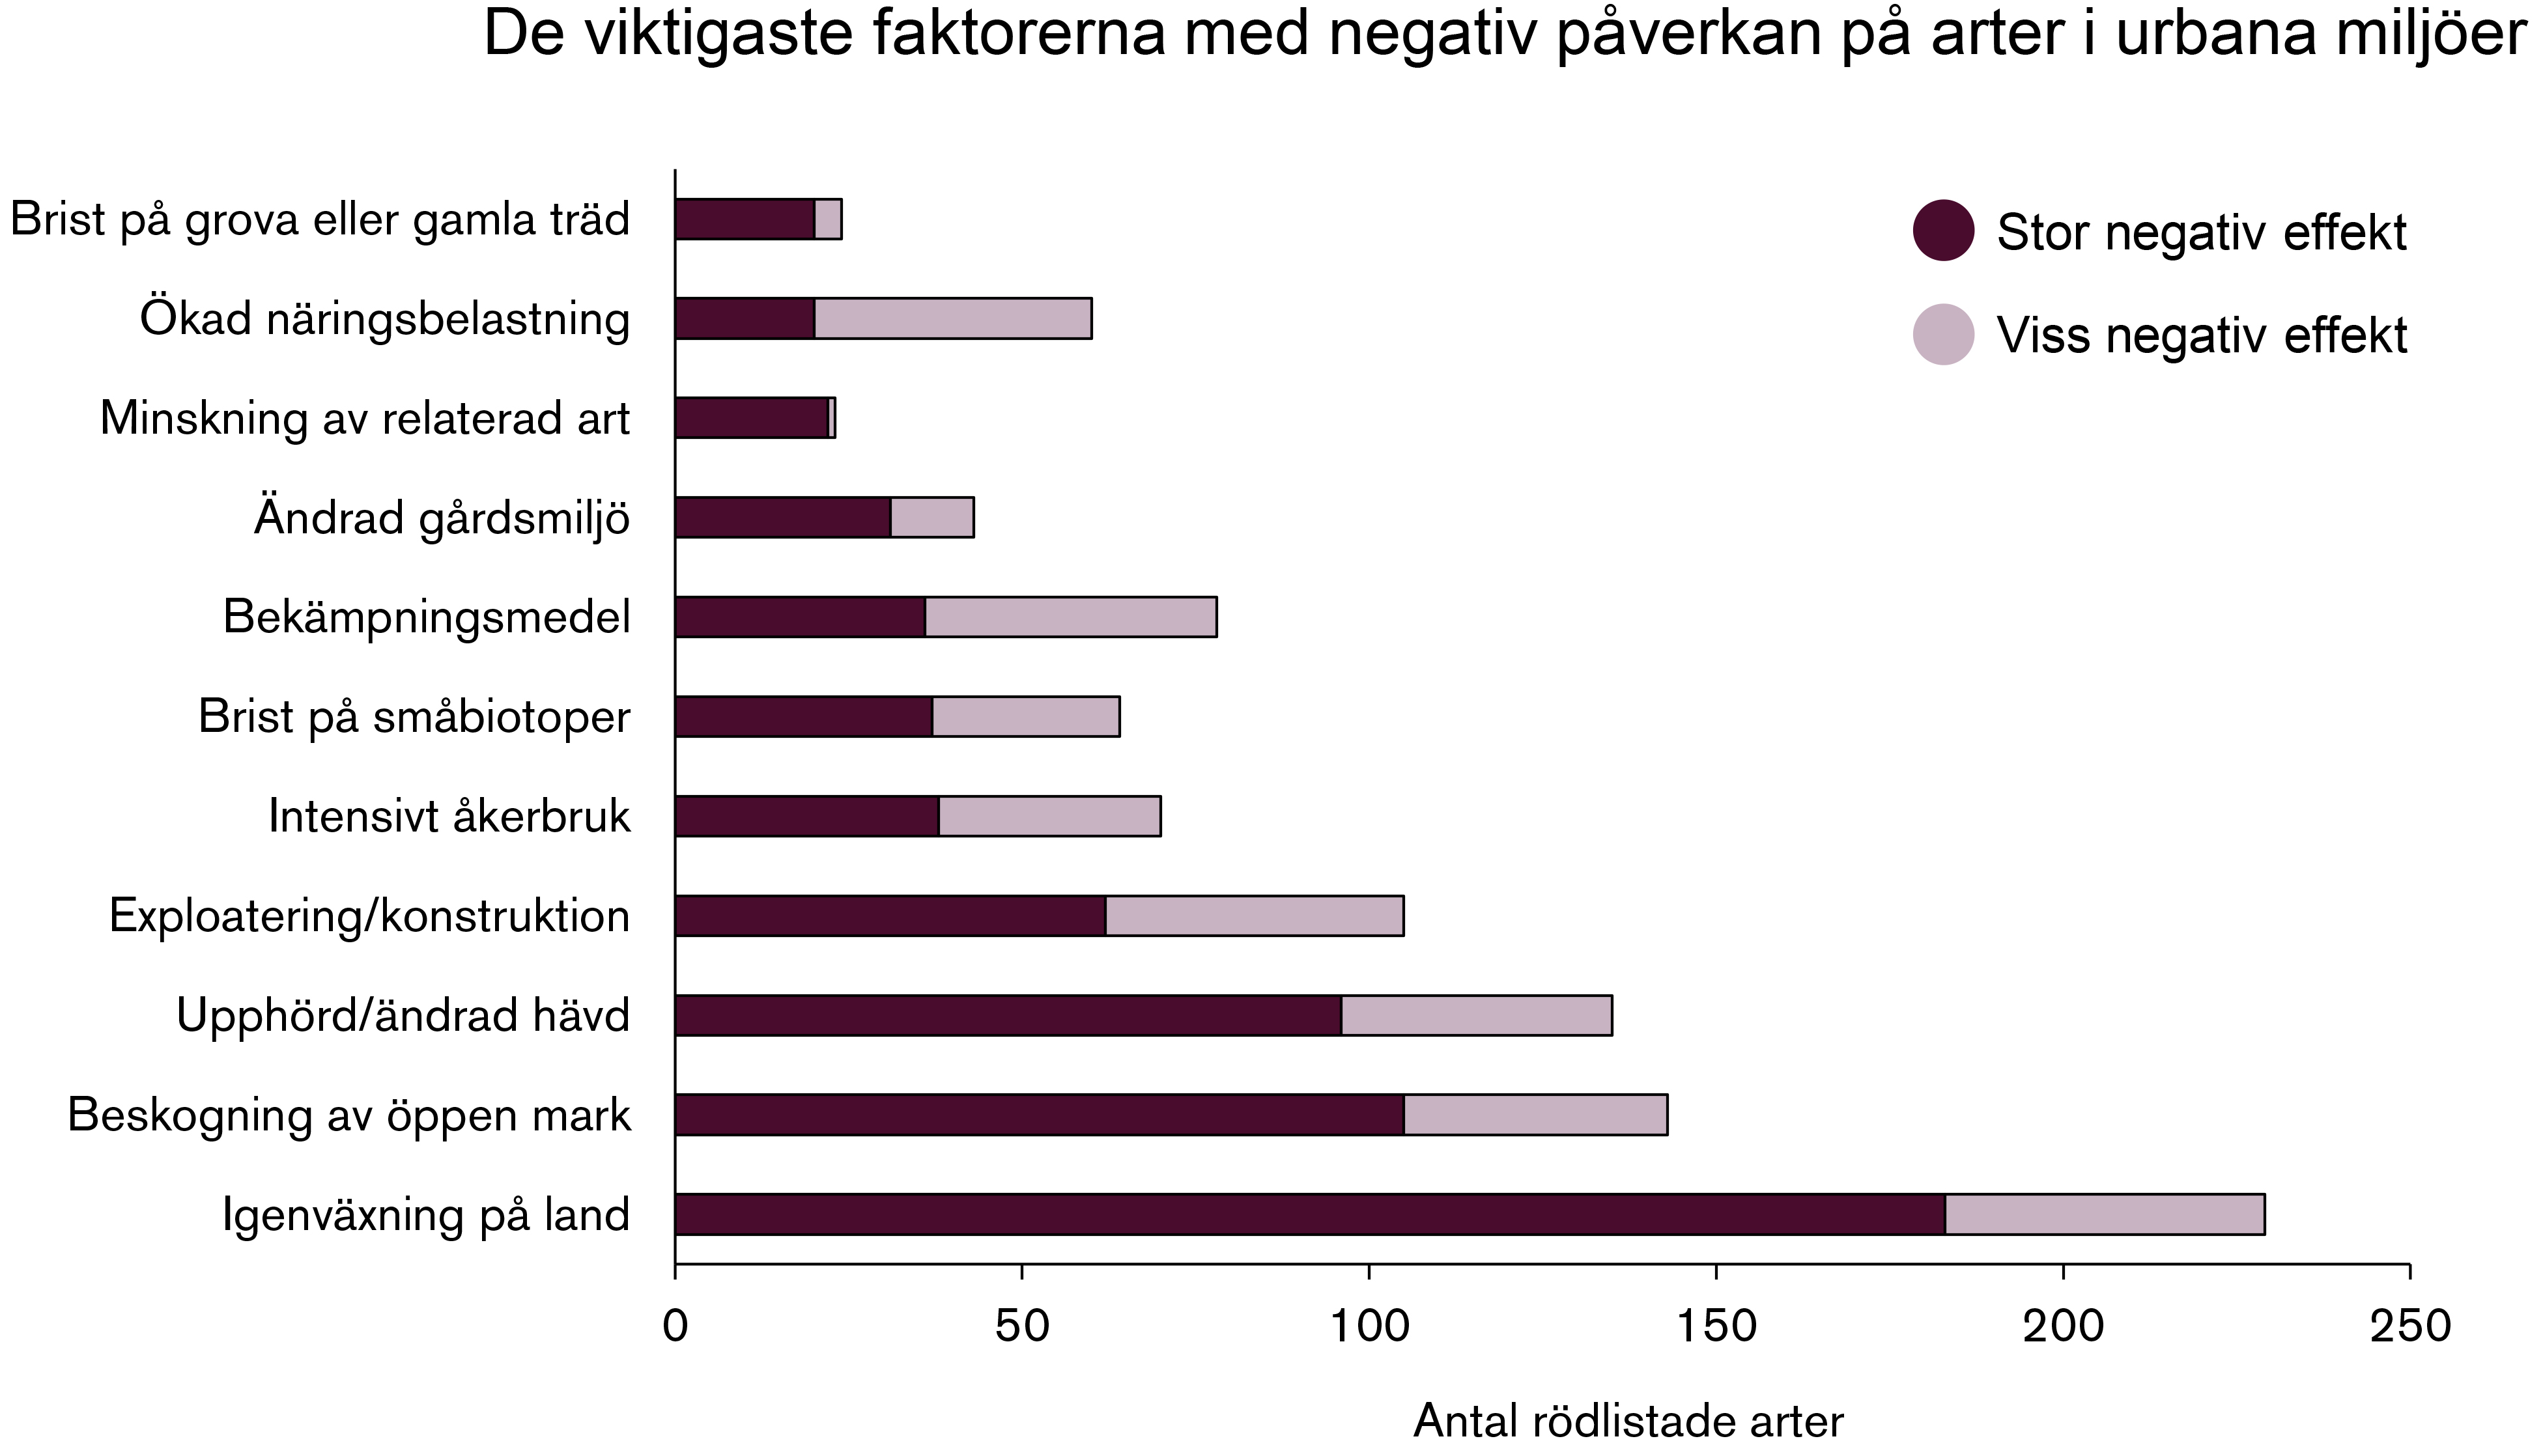 De viktigaste faktorerna med negativ påverkan på arter i urbana miljöer
Stor negativ effekt
Viss negativ effekt
Brist på grova eller gamla träd
Ökad näringsbelastning
Minskning av relaterad art
Ändrad gårdsmiljö
Bekämpningsmedel
Brist på småbiotoper
Intensivt åkerbruk
Exploatering/konstruktion
Upphörd/ändrad hävd
Beskogning av öppen mark
Igenväxning på land
0 50 100 150 200 250
Antal rödlistade arter